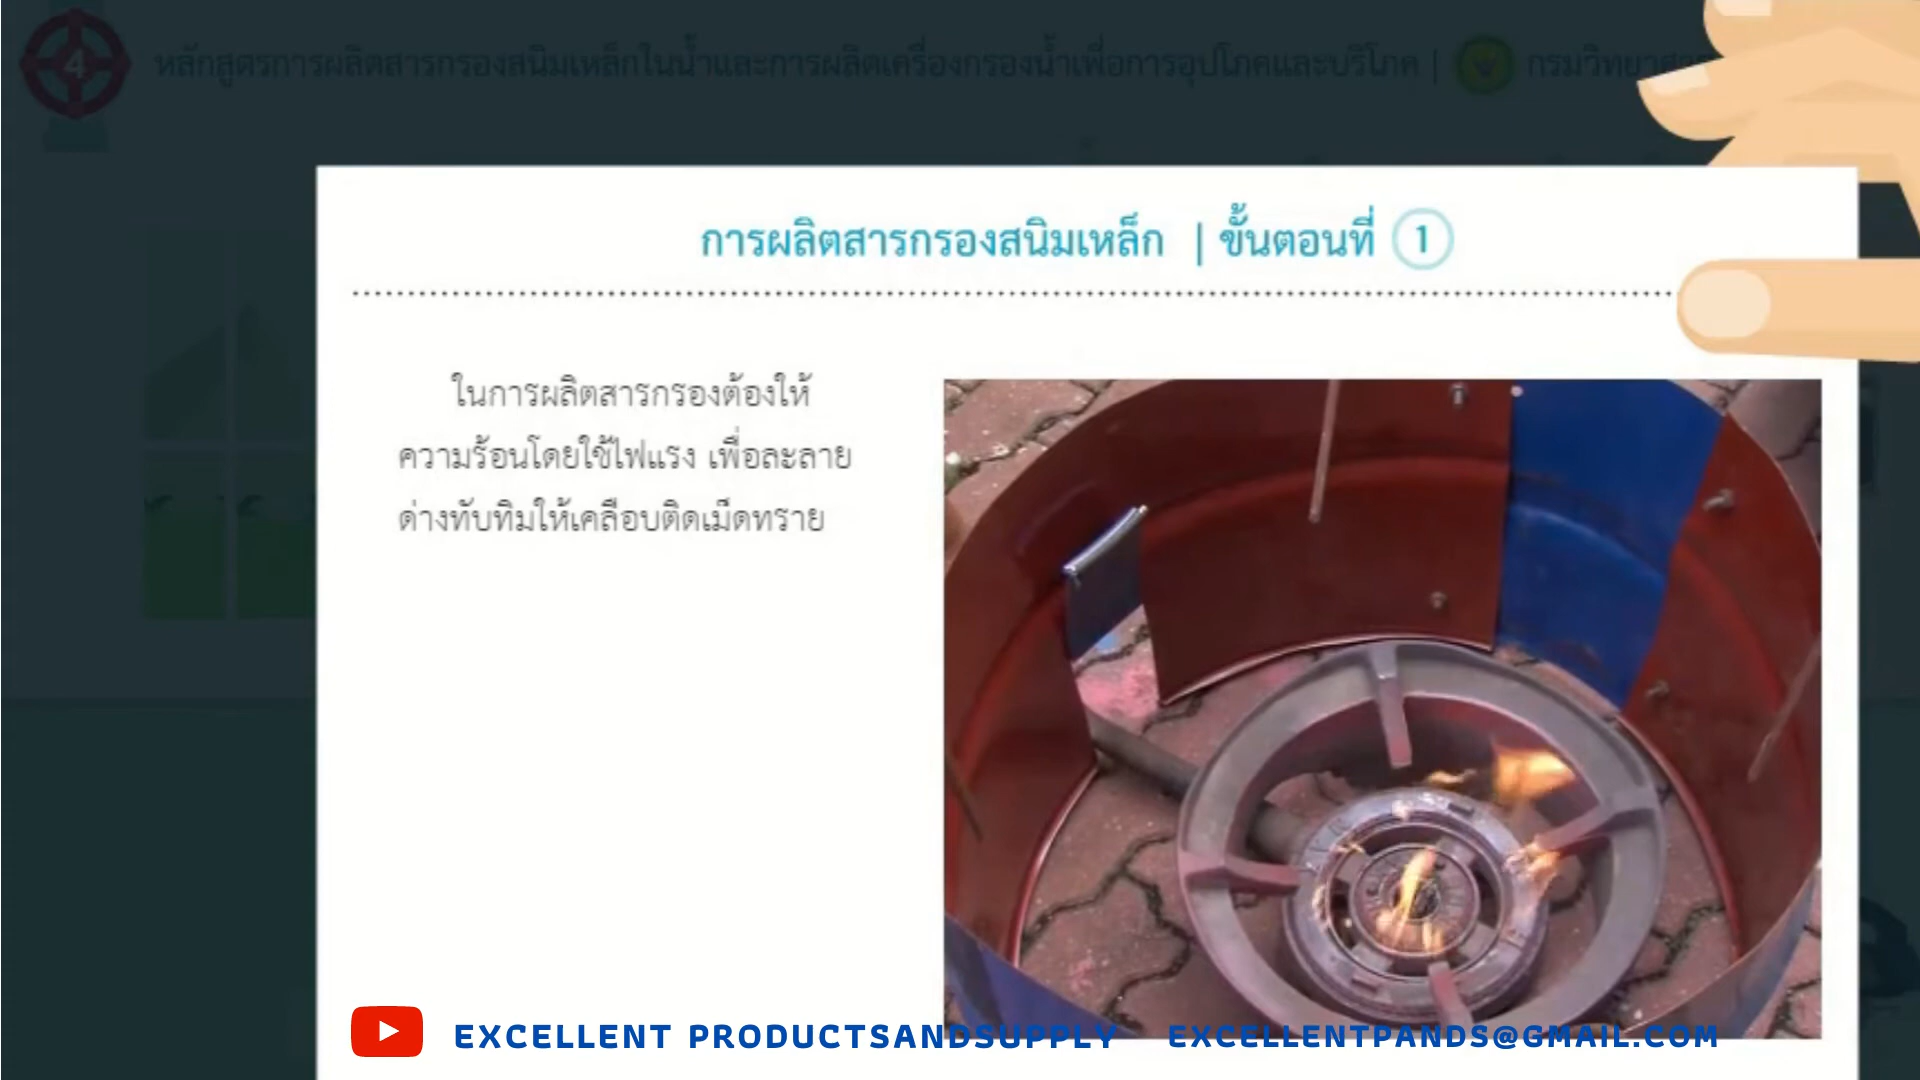 4
หลักสูตรการผลิตสารกรองสนิมเหล็กในน้ำและการผลิตเครื่องกรองน้ำเพื่อการอุปโภคและบริโภค | กรมวิทยา
การผลิตสารกรองสนิมเหล็ก | ขั้นตอนที่ 1
ในการผลิตสารกรองต้องให้
ความร้อนโดยใช้ไฟแรง เพื่อละลาย
ด่างทับทิมให้เคลือบติดเม็ดทราย
EXCELLENT PRODUCTSANDSUPPLY EXCELLENTPANDS@GMAIL.COM